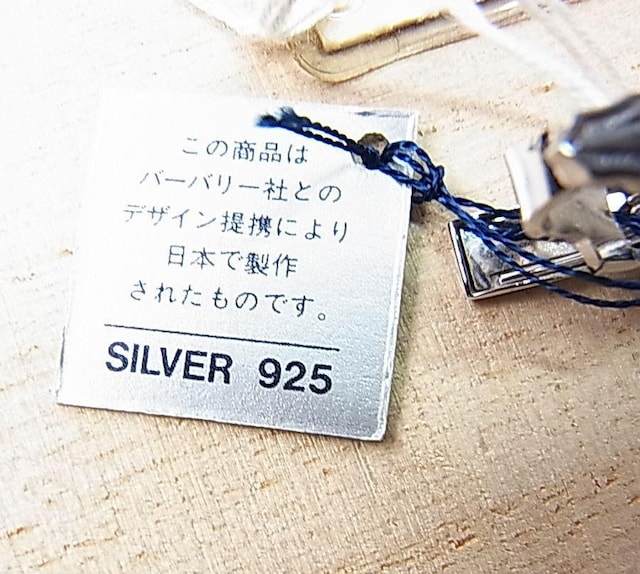 この商品は
バーバリー社との
デザイン提携により
日本で製作
されたものです。
SILVER 925